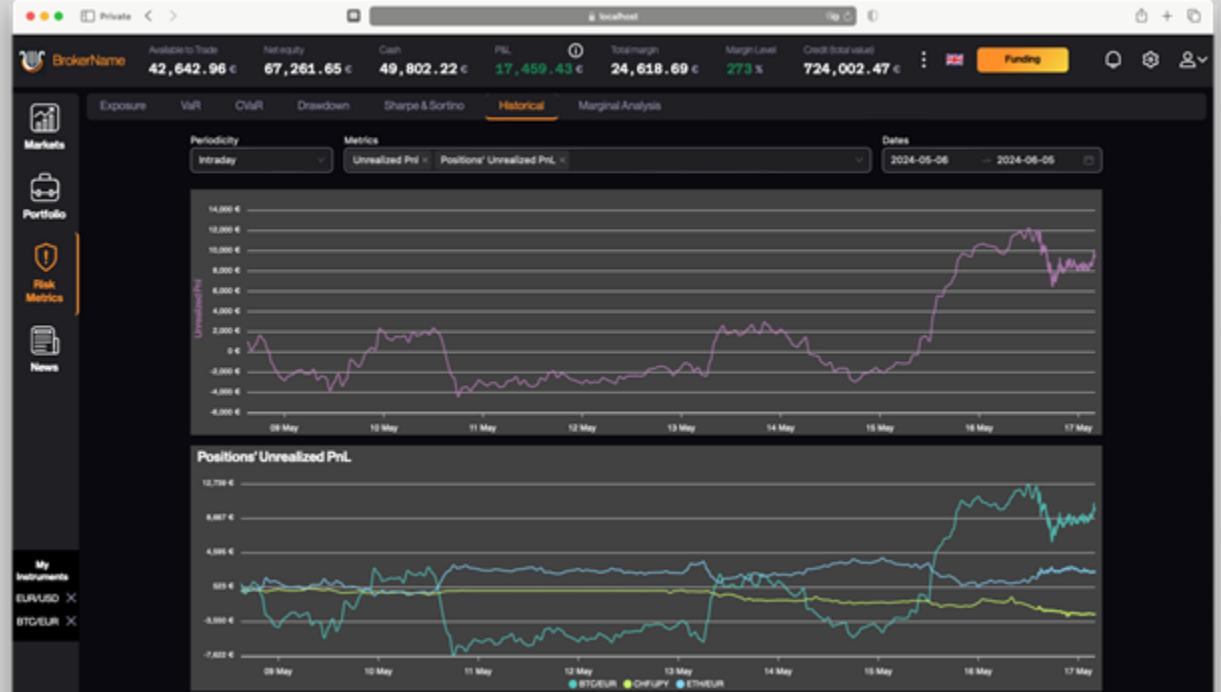 Private
localhost
BrokerName
Available to Trade
42,642.96 €
Net equity
67,261.65 €
Cash
49,802.22 €
P&L
17,459.43 €
Total margin
24,618.69 €
Margin Level
273 %
Credit (total value)
724,002.47 €
Funding
Markets
Portfolio
Risk
Metrics
News
My
Instruments
EUR/USD
BTC/EUR
Exposure VaR CVaR Drawdown Sharpe & Sortino Historical Marginal Analysis
Periodicity
Intraday
Metrics
Unrealized Pnl × Positions' Unrealized PnL ×
Dates
2024-05-06 → 2024-06-05
Unrealized Pnl
14,000 €
12,000 €
10,000 €
8,000 €
6,000 €
4,000 €
2,000 €
0 €
-2,000 €
-4,000 €
-6,000 €
09 May 10 May 11 May 12 May 13 May 14 May 15 May 16 May 17 May
Positions' Unrealized PnL
12,739 €
8,667 €
4,595 €
523 €
-3,550 €
-7,622 €
09 May 10 May 11 May 12 May 13 May 14 May 15 May 16 May 17 May
BTC/EUR CHF/JPY ETH/EUR